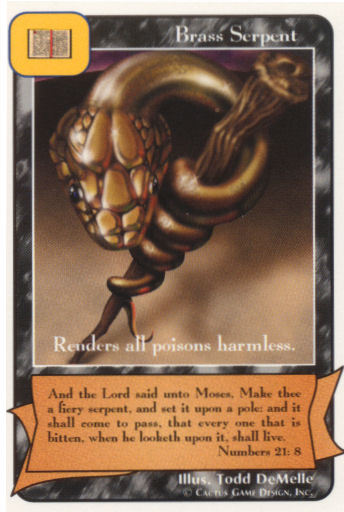 Brass Serpent
Renders all poisons harmless.
And the Lord said unto Moses, Make thee
a fiery serpent, and set it upon a pole: and it
shall come to pass, that every one that is
bitten, when he looketh upon it, shall live.
Numbers 21: 8
Illus. Todd DeMelle
© Cactus Game Design, Inc.